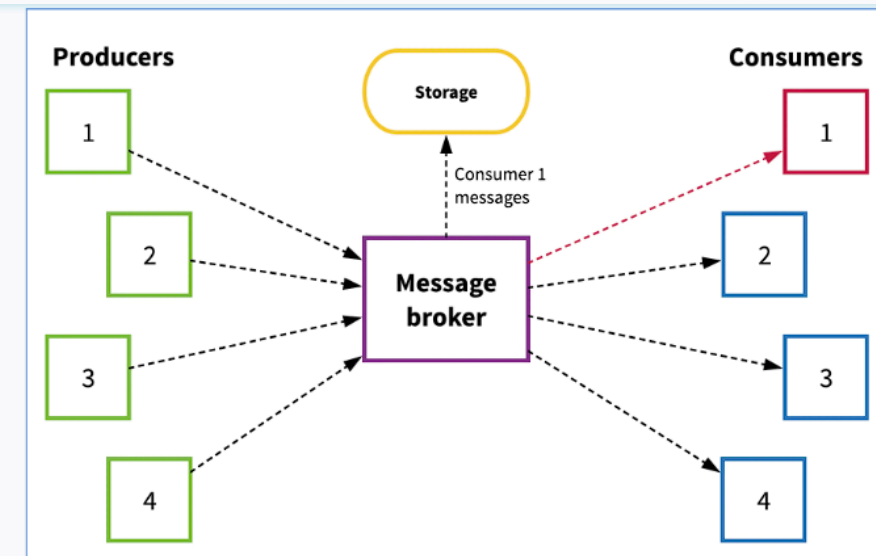 Producers
Storage
Consumers
1
1
Consumer 1
messages
2
2
Message
broker
3
3
4
4